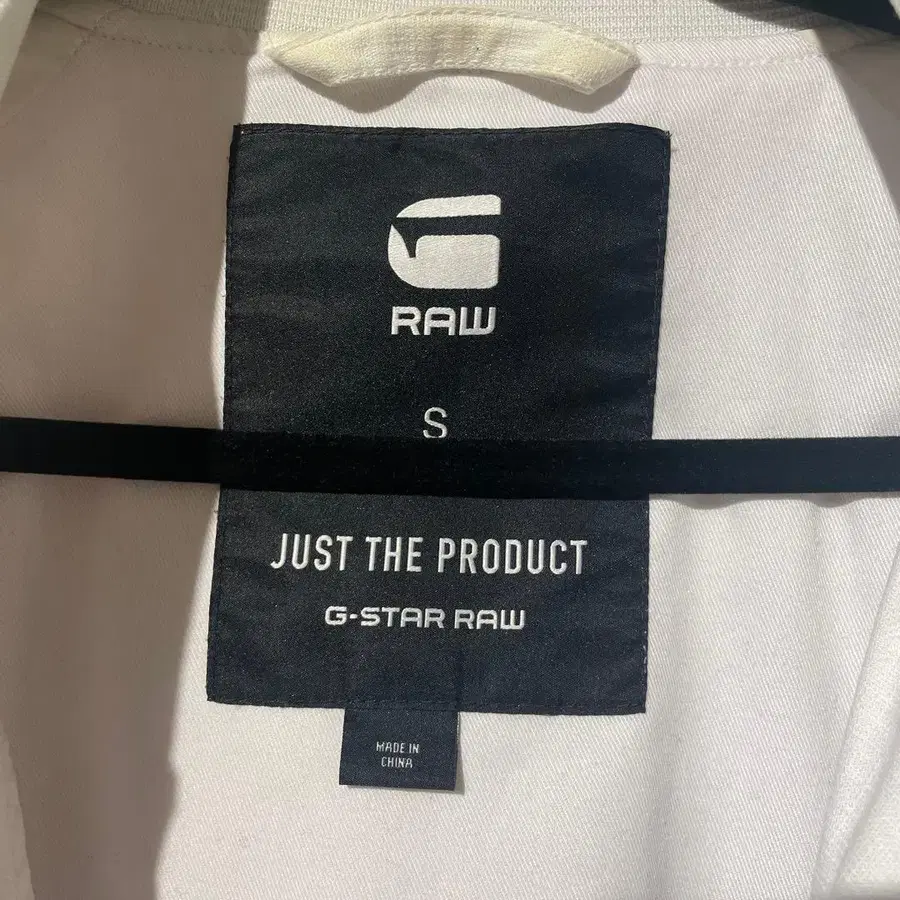 G
RAW
S
JUST THE PRODUCT
G-STAR RAW
MADE IN
CHINA